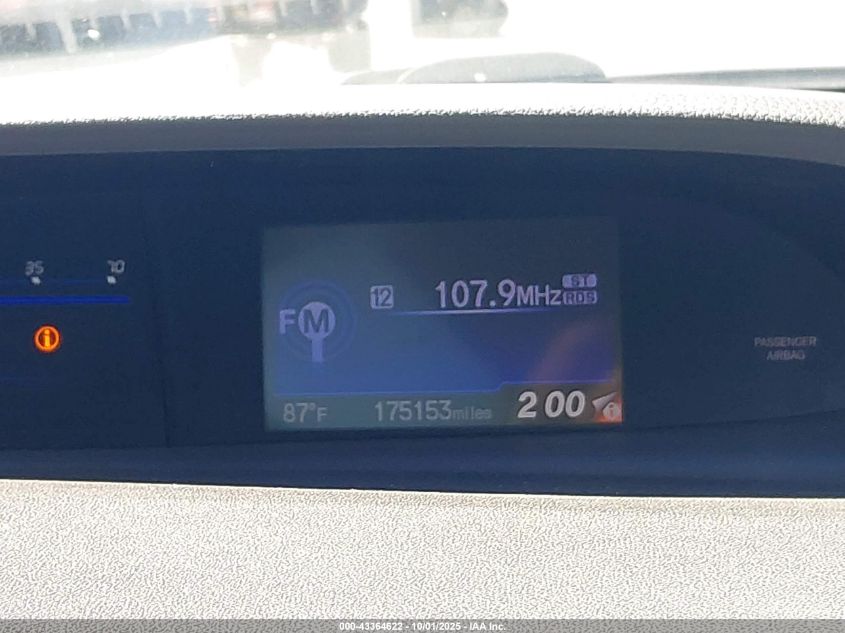 35 70
12 107.9MHz ST
RDS
FM
PASSENGER
AIRBAG
87°F 175153miles 2 00
000-43364622 - 10/01/2025 - IAA Inc.